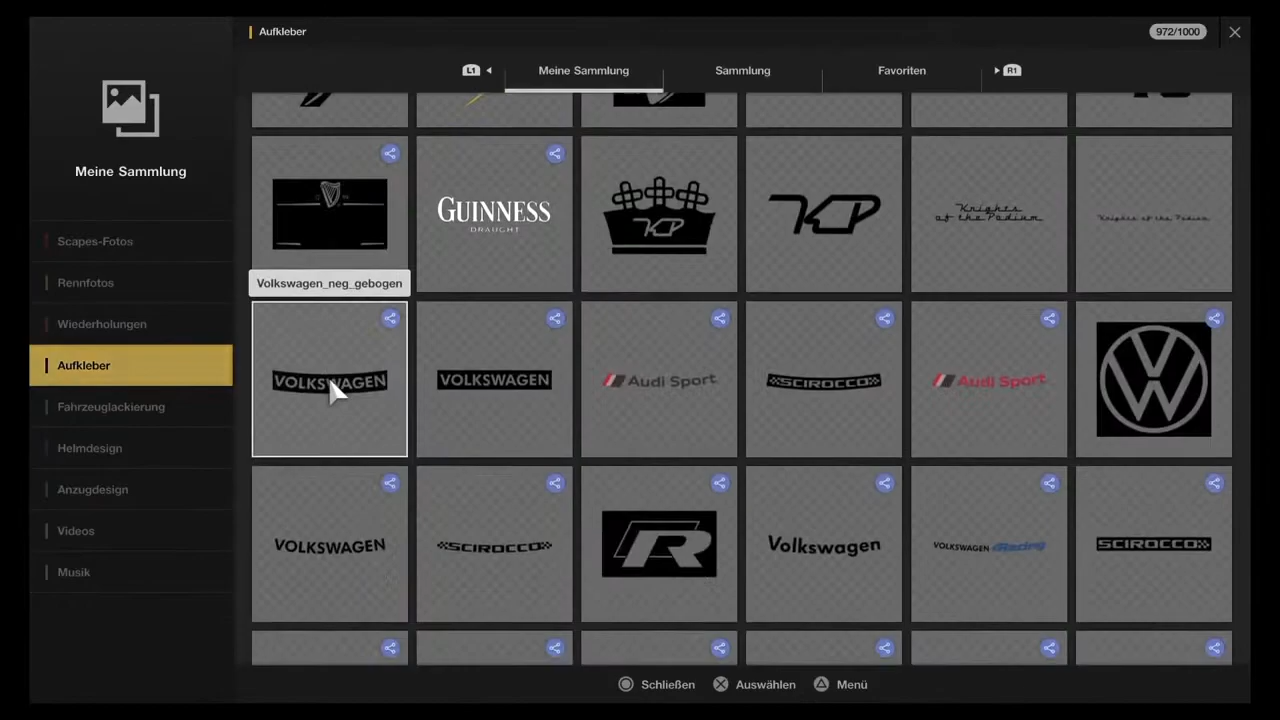 Aufkleber
972/1000
L1
Meine Sammlung
Sammlung
Favoriten
R1
Meine Sammlung
Scapes-Fotos
Rennfotos
Wiederholungen
Aufkleber
Fahrzeuglackierung
Helmdesign
Anzugdesign
Videos
Musik
GUINNESS
DRAUGHT
KP
KP
Knights
of the Podium
Knights of the Podium
Volkswagen_neg_gebogen
VOLKSWAGEN
VOLKSWAGEN
Audi Sport
SCIROCCO
Audi Sport
VOLKSWAGEN
SCIROCCO
R
Volkswagen
VOLKSWAGEN Racing
SCIROCCO
Schließen
Auswählen
Menü